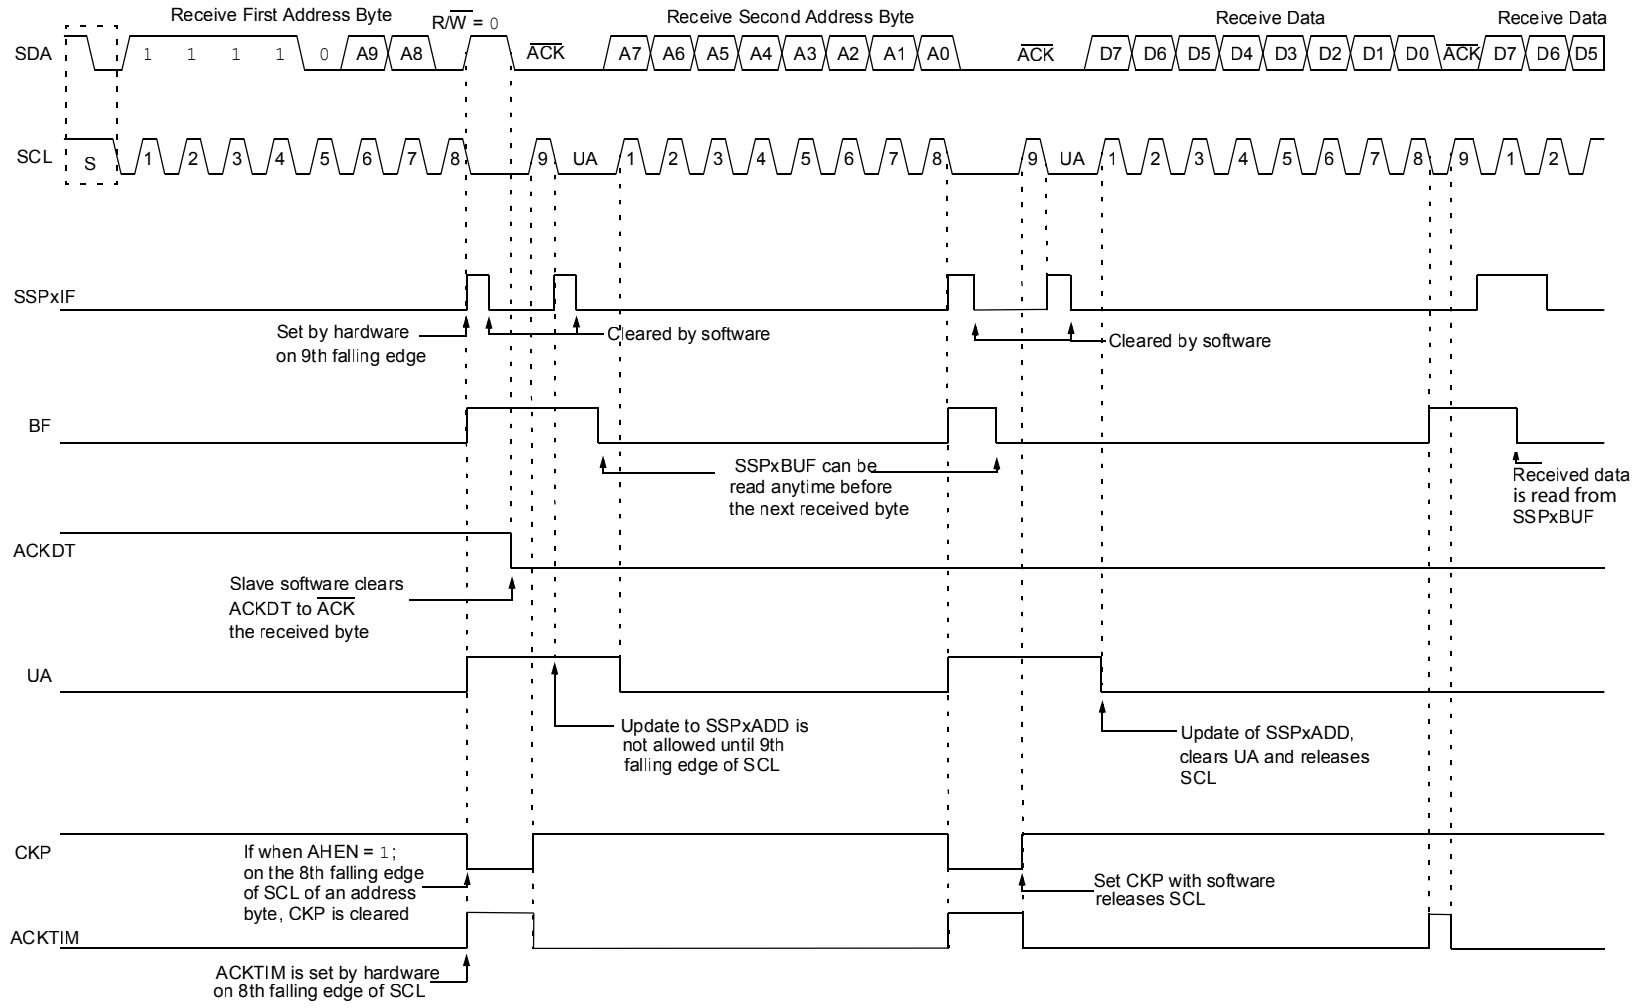 Receive First Address Byte
R/W = 0
Receive Second Address Byte
Receive Data
Receive Data
SDA
1 1 1 1 0 A9 A8
ACK
A7 A6 A5 A4 A3 A2 A1 A0
ACK
D7 D6 D5 D4 D3 D2 D1 D0
ACK
D7 D6 D5
SCL
S
1 2 3 4 5 6 7 8
9
UA
1 2 3 4 5 6 7 8
9
UA
1 2 3 4 5 6 7 8
9
1 2
SSPxIF
Set by hardware
on 9th falling edge
Cleared by software
Cleared by software
BF
SSPxBUF can be
read anytime before
the next received byte
Received data
is read from
SSPxBUF
ACKDT
Slave software clears
ACKDT to ACK
the received byte
UA
Update to SSPxADD is
not allowed until 9th
falling edge of SCL
Update of SSPxADD,
clears UA and releases
SCL
CKP
If when AHEN = 1;
on the 8th falling edge
of SCL of an address
byte, CKP is cleared
Set CKP with software
releases SCL
ACKTIM
ACKTIM is set by hardware
on 8th falling edge of SCL